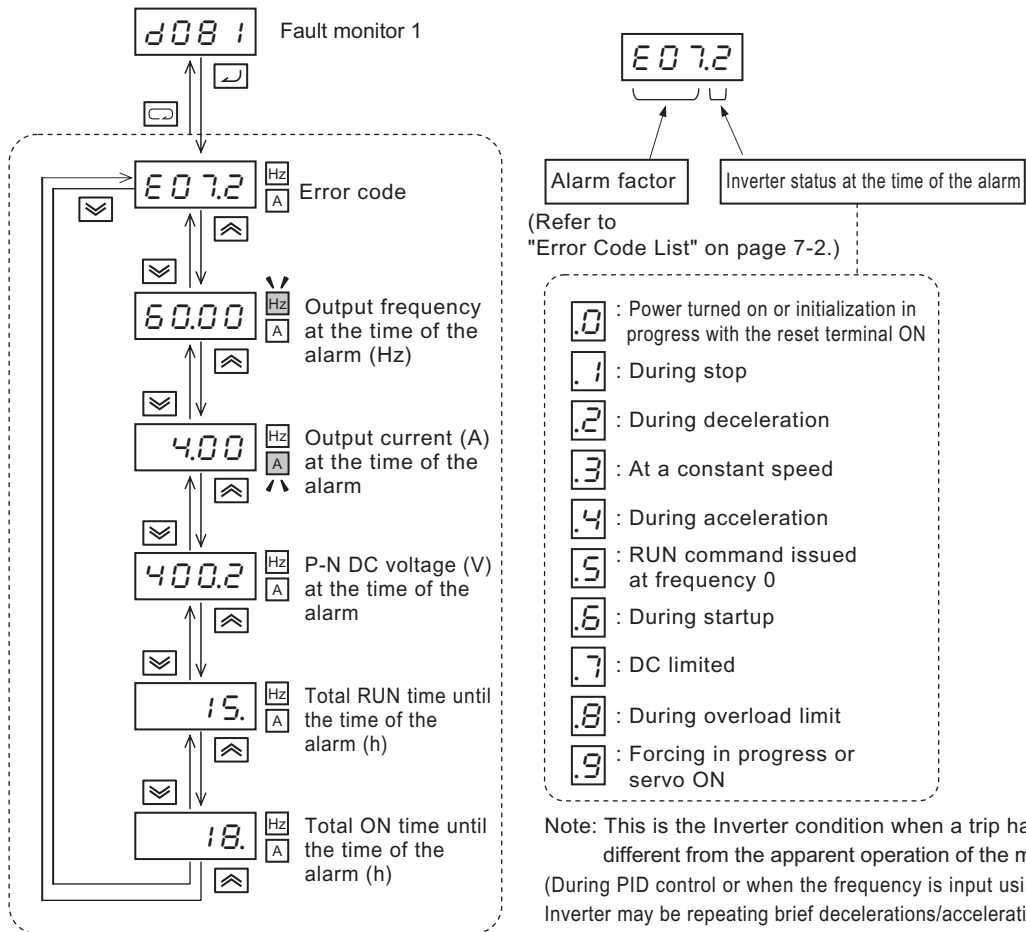 d081
Fault monitor 1
E07.2
Hz
A
Error code
60.00
Hz
A
Output frequency
at the time of the
alarm (Hz)
4.00
Hz
A
Output current (A)
at the time of the
alarm
400.2
Hz
A
P-N DC voltage (V)
at the time of the
alarm
15.
Hz
A
Total RUN time until
the time of the
alarm (h)
18.
Hz
A
Total ON time until
the time of the
alarm (h)
E07.2
Alarm factor
Inverter status at the time of the alarm
(Refer to
"Error Code List" on page 7-2.)
.0 : Power turned on or initialization in
progress with the reset terminal ON
.1 : During stop
.2 : During deceleration
.3 : At a constant speed
.4 : During acceleration
.5 : RUN command issued
at frequency 0
.6 : During startup
.7 : DC limited
.8 : During overload limit
.9 : Forcing in progress or
servo ON
Note: This is the Inverter condition when a trip
different from the apparent operation of the
(During PID control or when the frequency is input
Inverter may be repeating brief